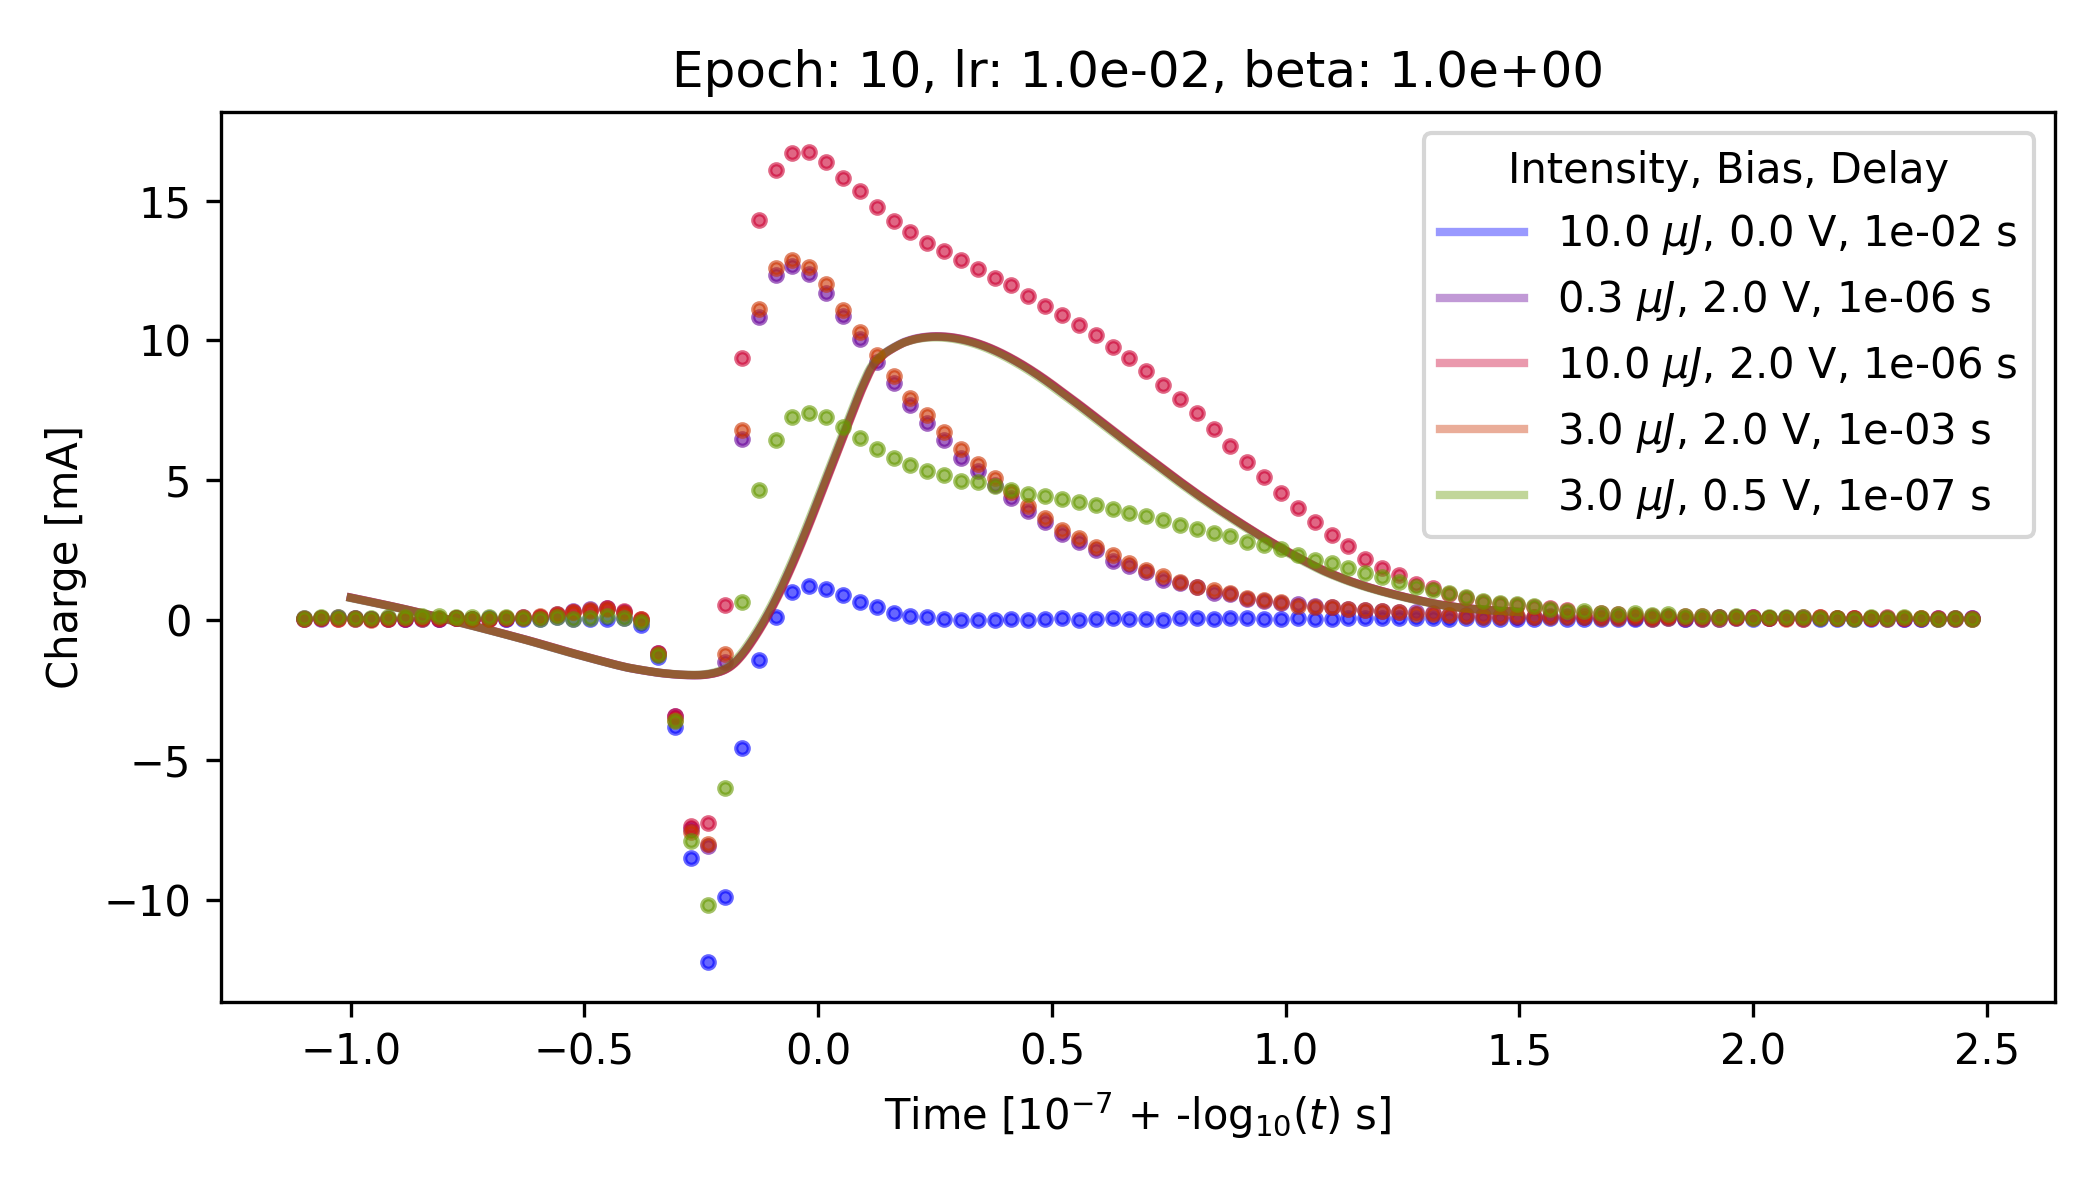 Epoch: 10, lr: 1.0e-02, beta: 1.0e+00
Charge [mA]
15
10
5
0
−5
−10
Intensity, Bias, Delay
10.0 μJ, 0.0 V, 1e-02 s
0.3 μJ, 2.0 V, 1e-06 s
10.0 μJ, 2.0 V, 1e-06 s
3.0 μJ, 2.0 V, 1e-03 s
3.0 μJ, 0.5 V, 1e-07 s
−1.0 −0.5 0.0 0.5 1.0 1.5 2.0 2.5
Time [10⁻⁷ + -log₁₀(t) s]